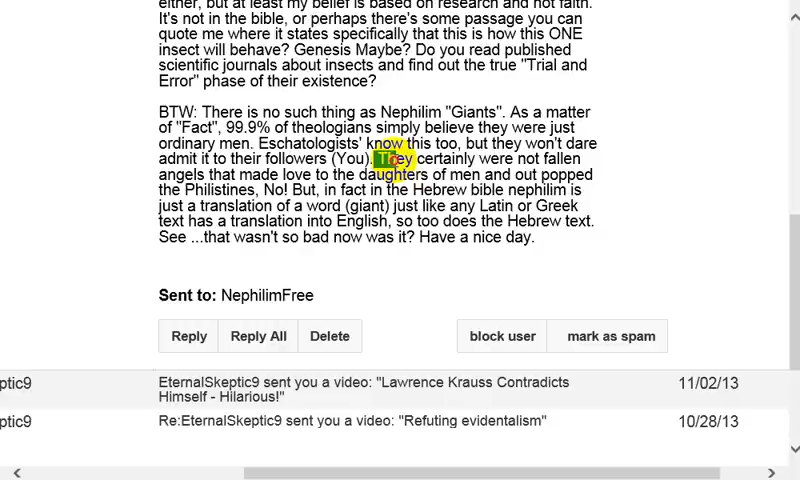 either, but at least my belief is based on research and not faith.
It's not in the bible, or perhaps there's some passage you can
quote me where it states specifically that this is how this ONE
insect will behave? Genesis Maybe? Do you read published
scientific journals about insects and find out the true "Trial and
Error" phase of their existence?
BTW: There is no such thing as Nephilim "Giants". As a matter
of "Fact", 99.9% of theologians simply believe they were just
ordinary men. Eschatologists' know this too, but they won't dare
admit it to their followers (You). They certainly were not fallen
angels that made love to the daughters of men and out popped
the Philistines, No! But, in fact in the Hebrew bible nephilim is
just a translation of a word (giant) just like any Latin or Greek
text has a translation into English, so too does the Hebrew text.
See ...that wasn't so bad now was it? Have a nice day.
Sent to: NephilimFree
Reply Reply All Delete block user mark as spam
ptic9 EternalSkeptic9 sent you a video: "Lawrence Krauss Contradicts 11/02/13
Himself - Hilarious!"
ptic9 Re:EternalSkeptic9 sent you a video: "Refuting evidentalism" 10/28/13